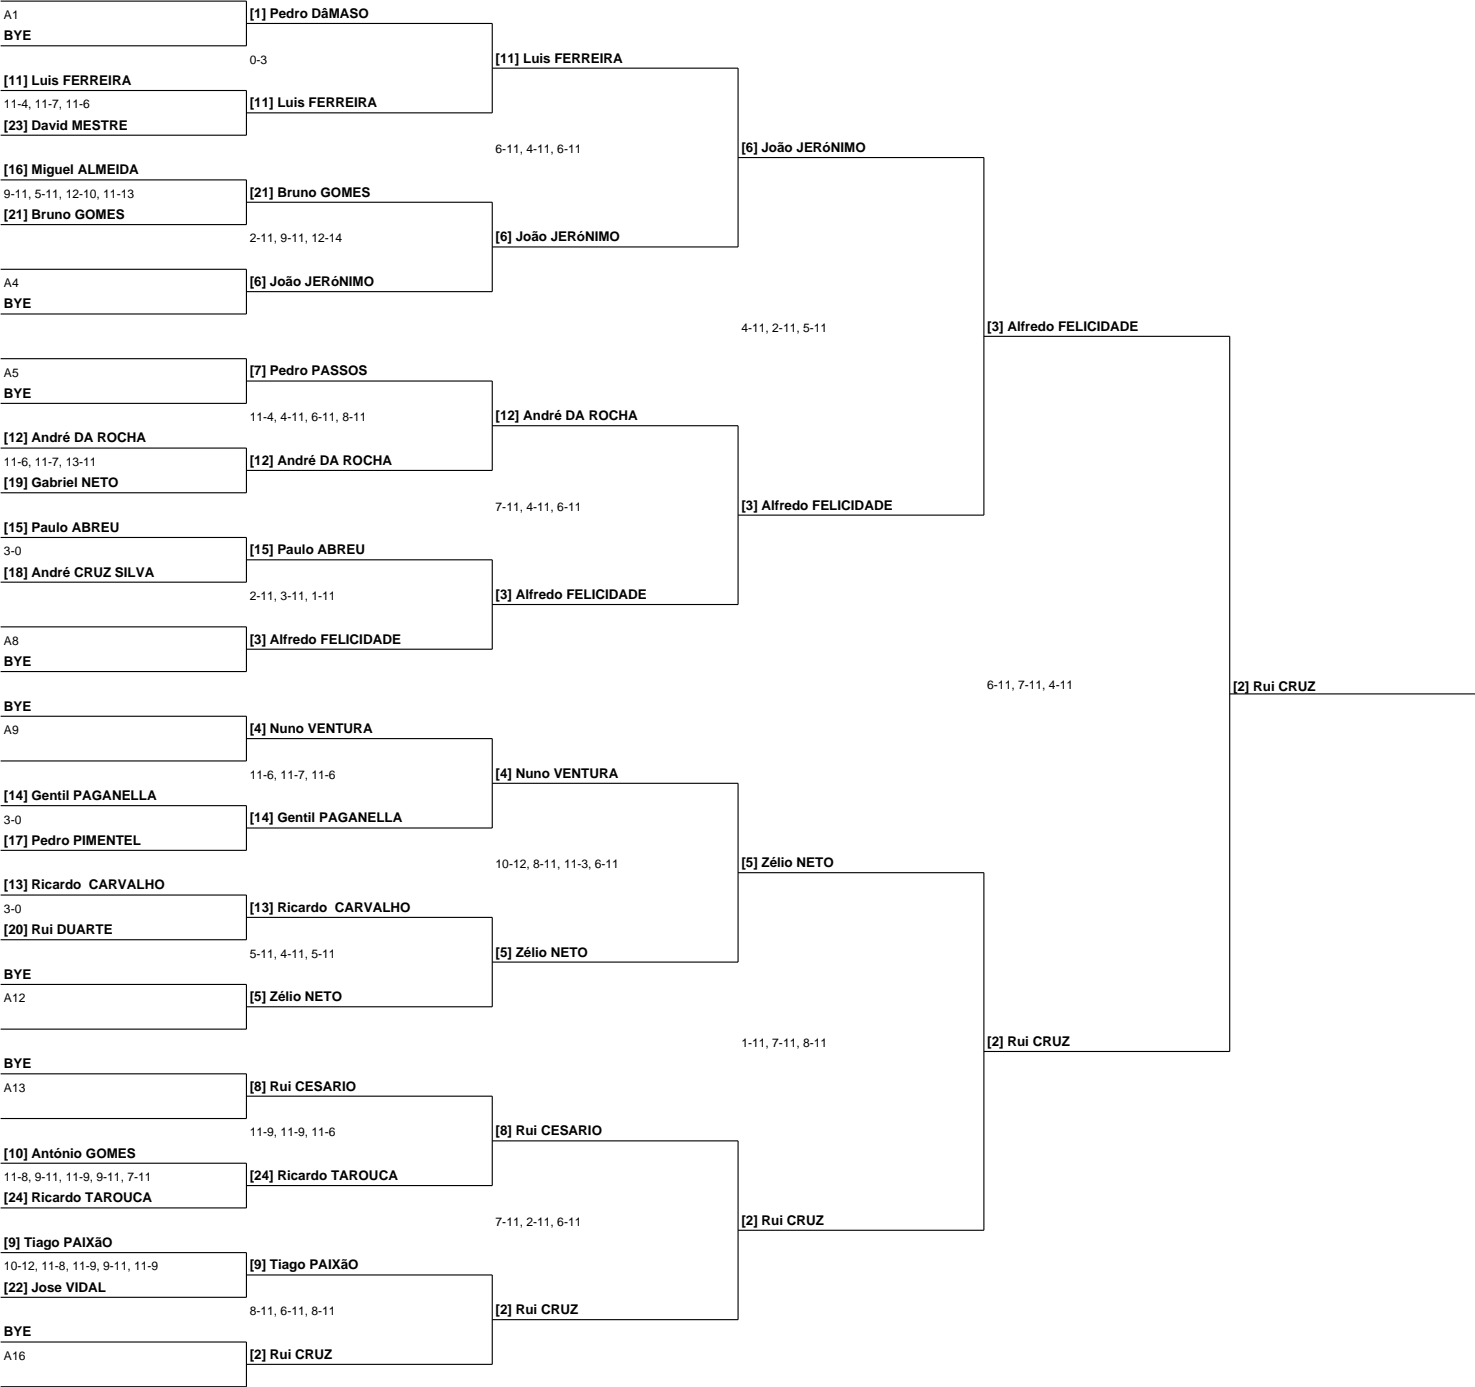 A1
BYE
[11] Luis FERREIRA
11-4, 11-7, 11-6
[23] David MESTRE
[16] Miguel ALMEIDA
9-11, 5-11, 12-10, 11-13
[21] Bruno GOMES
A4
BYE
A5
BYE
[12] André DA ROCHA
11-6, 11-7, 13-11
[19] Gabriel NETO
[15] Paulo ABREU
3-0
[18] André CRUZ SILVA
A8
BYE
BYE
A9
[14] Gentil PAGANELLA
3-0
[17] Pedro PIMENTEL
[13] Ricardo  CARVALHO
3-0
[20] Rui DUARTE
BYE
A12
BYE
A13
[10] António GOMES
11-8, 9-11, 11-9, 9-11, 7-11
[24] Ricardo TAROUCA
[9] Tiago PAIXãO
10-12, 11-8, 11-9, 9-11, 11-9
[22] Jose VIDAL
BYE
A16
[1] Pedro DâMASO
0-3
[11] Luis FERREIRA
[21] Bruno GOMES
2-11, 9-11, 12-14
[6] João JERóNIMO
[7] Pedro PASSOS
11-4, 4-11, 6-11, 8-11
[12] André DA ROCHA
[15] Paulo ABREU
2-11, 3-11, 1-11
[3] Alfredo FELICIDADE
[4] Nuno VENTURA
11-6, 11-7, 11-6
[14] Gentil PAGANELLA
[13] Ricardo  CARVALHO
5-11, 4-11, 5-11
[5] Zélio NETO
[8] Rui CESARIO
11-9, 11-9, 11-6
[24] Ricardo TAROUCA
[9] Tiago PAIXãO
8-11, 6-11, 8-11
[2] Rui CRUZ
[11] Luis FERREIRA
6-11, 4-11, 6-11
[6] João JERóNIMO
[12] André DA ROCHA
7-11, 4-11, 6-11
[3] Alfredo FELICIDADE
[4] Nuno VENTURA
10-12, 8-11, 11-3, 6-11
[5] Zélio NETO
[8] Rui CESARIO
7-11, 2-11, 6-11
[2] Rui CRUZ
[6] João JERóNIMO
4-11, 2-11, 5-11
[3] Alfredo FELICIDADE
[5] Zélio NETO
1-11, 7-11, 8-11
[2] Rui CRUZ
[3] Alfredo FELICIDADE
6-11, 7-11, 4-11
[2] Rui CRUZ
[2] Rui CRUZ